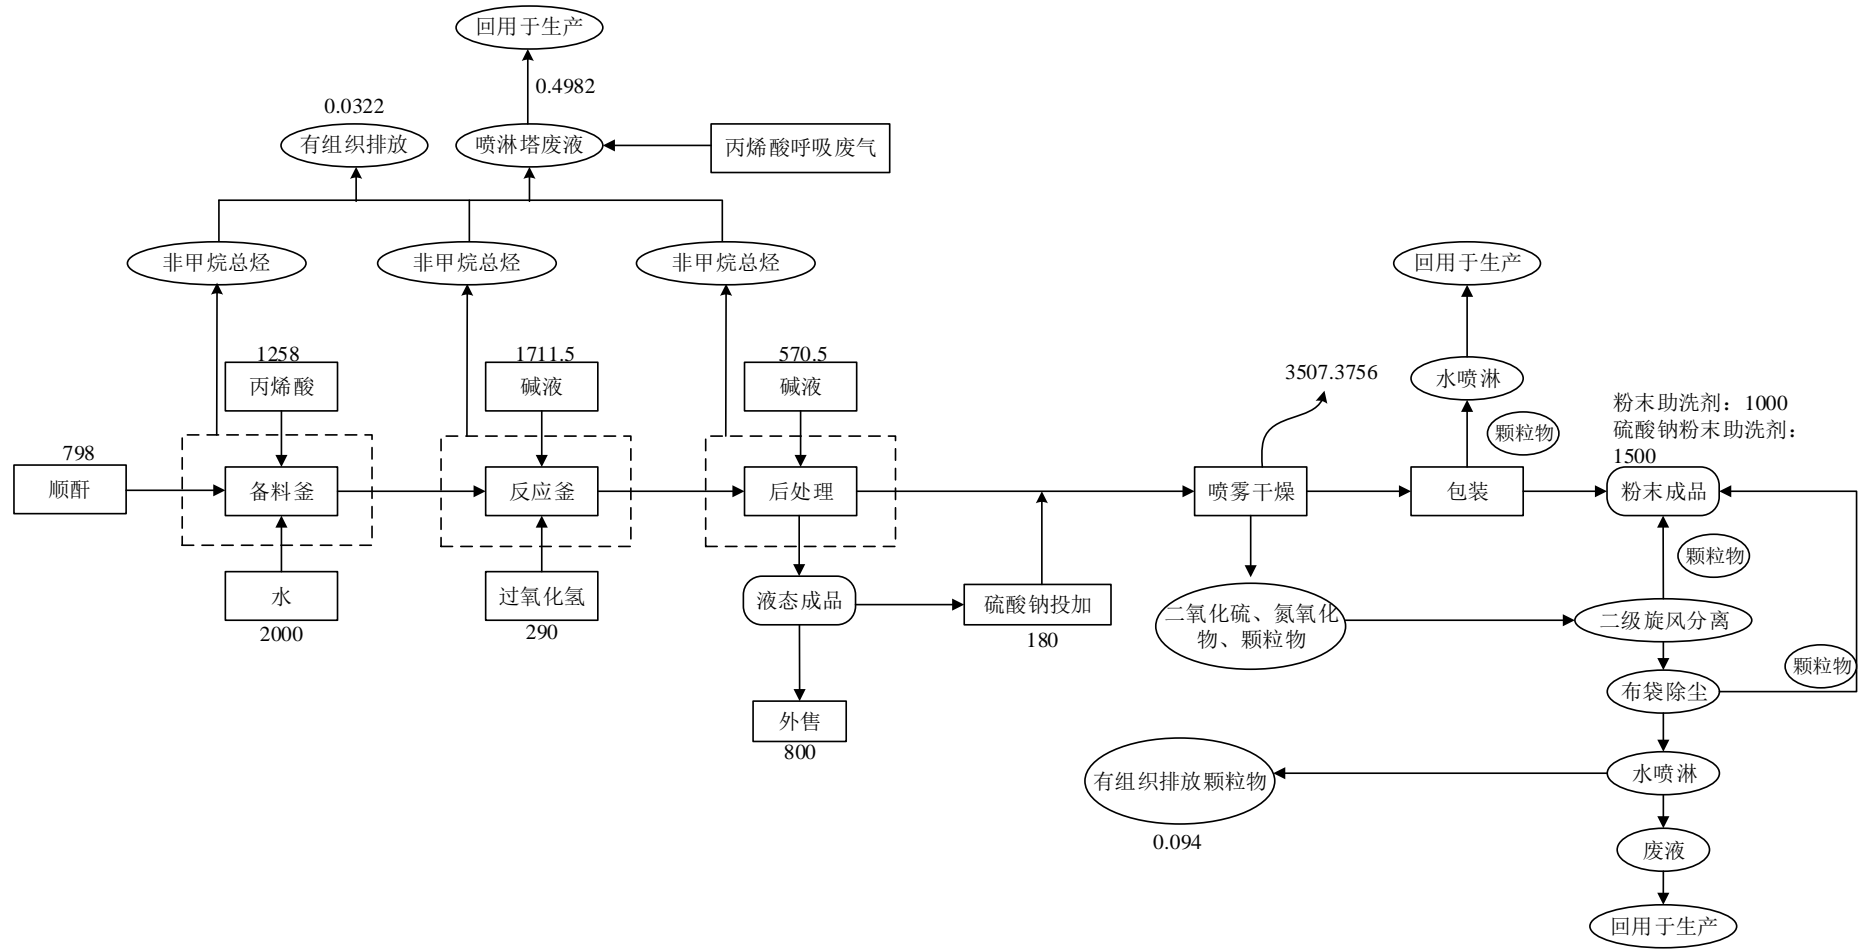 回用于生产
0.4982
0.0322
有组织排放
喷淋塔废液
丙烯酸呼吸废气
非甲烷总烃
非甲烷总烃
非甲烷总烃
回用于生产
1258
丙烯酸
1711.5
碱液
570.5
碱液
3507.3756
水喷淋
颗粒物
粉末助洗剂：1000
硫酸钠粉末助洗剂：
1500
798
顺酐
备料釜
反应釜
后处理
喷雾干燥
包装
粉末成品
颗粒物
水
2000
过氧化氢
290
液态成品
硫酸钠投加
180
二氧化硫、氮氧化
物、颗粒物
二级旋风分离
颗粒物
布袋除尘
外售
800
有组织排放颗粒物
0.094
水喷淋
废液
回用于生产